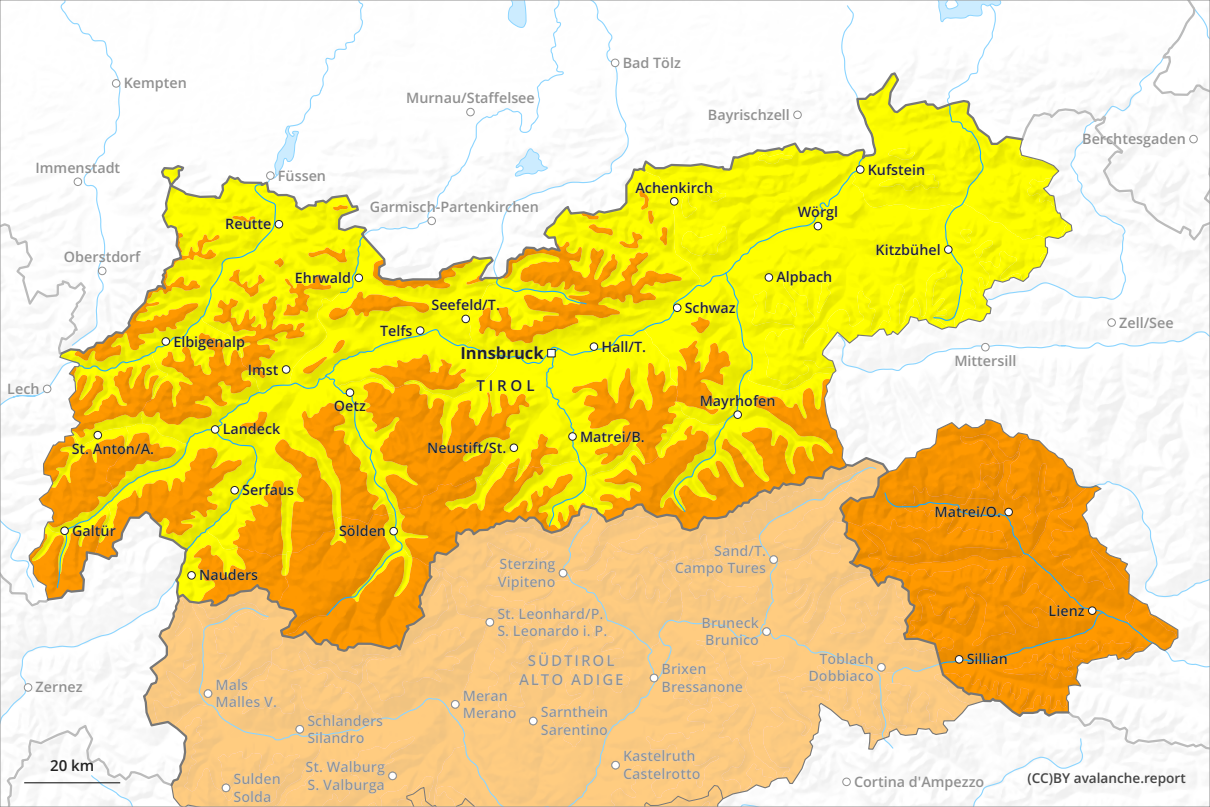 Kempten
Bad Tölz
Murnau/Staffelsee
Bayrischzell
Berchtesgaden
Immenstadt
Füssen
Kufstein
Achenkirch
Garmisch-Partenkirchen
Wörgl
Reutte
Kitzbühel
Oberstdorf
Ehrwald
Alpbach
Seefeld/T.
Schwaz
Zell/See
Telfs
Elbigenalp
Innsbruck
Hall/T.
Mittersill
Imst
TIROL
Lech
Oetz
Mayrhofen
Landeck
Matrei/B.
St. Anton/A.
Neustift/St.
Serfaus
Matrei/O.
Galtür
Sölden
Sand/T.
Campo Tures
Sterzing
Vipiteno
Nauders
St. Leonhard/P.
S. Leonardo i. P.
Lienz
Bruneck
Brunico
SÜDTIROL
ALTO ADIGE
Toblach
Dobbiaco
Sillian
Brixen
Bressanone
Zernez
Mals
Malles V.
Meran
Merano
Sarnthein
Sarentino
Schlanders
Silandro
Kastelruth
Castelrotto
St. Walburg
S. Valburga
20 km
Sulden
Solda
Cortina d'Ampezzo
(CC)BY avalanche.report